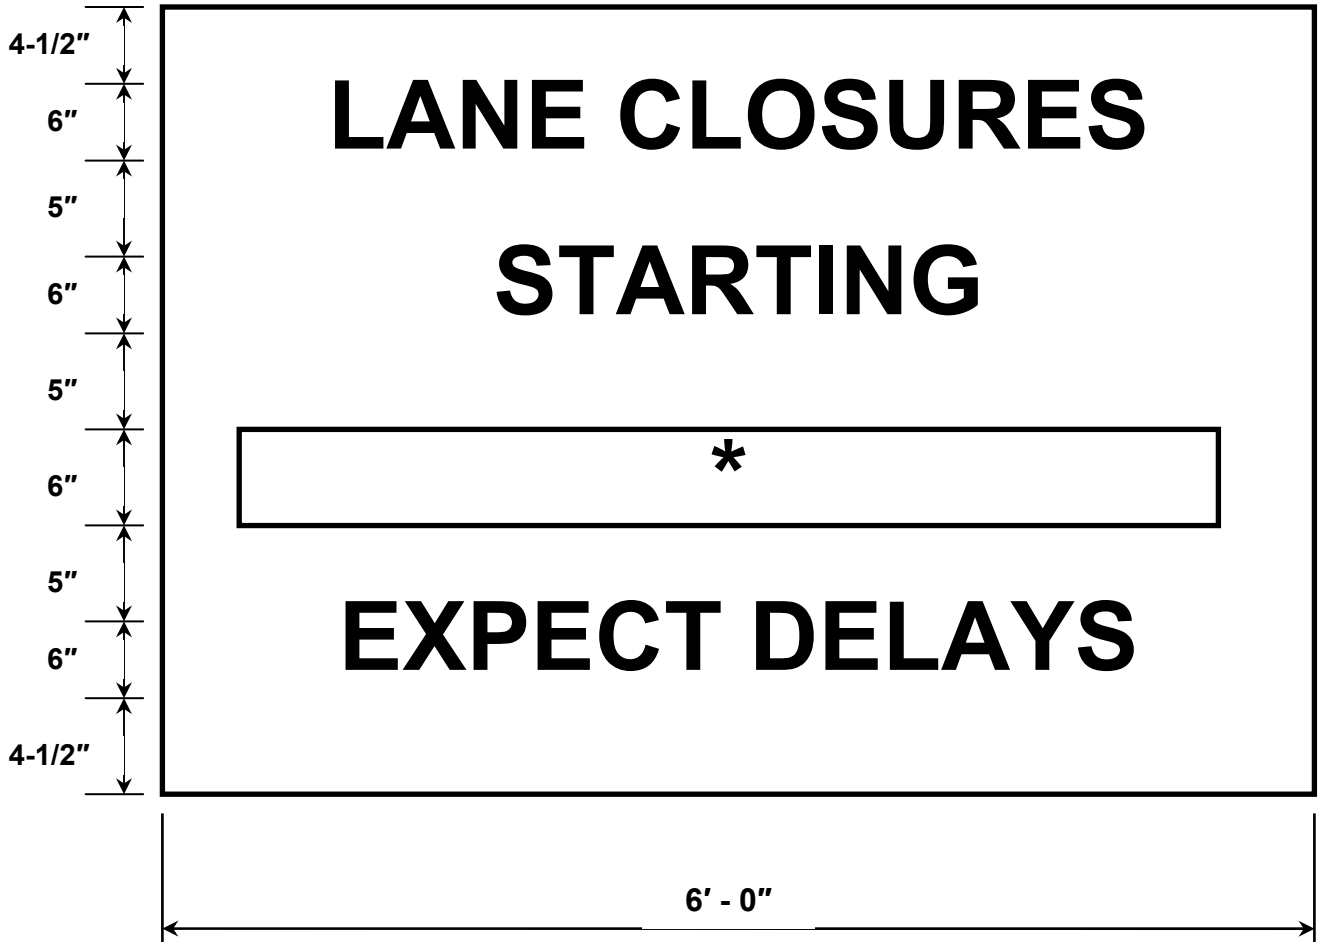 4-1/2″
LANE CLOSURES
6″
5″
STARTING
6″
5″
*
6″
5″
EXPECT DELAYS
6″
4-1/2″
6′ - 0″